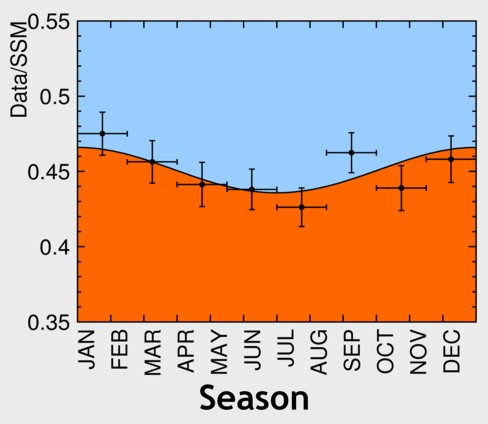 Data/SSM
0.55
0.5
0.45
0.4
0.35
JAN
FEB
MAR
APR
MAY
JUN
JUL
AUG
SEP
OCT
NOV
DEC
Season